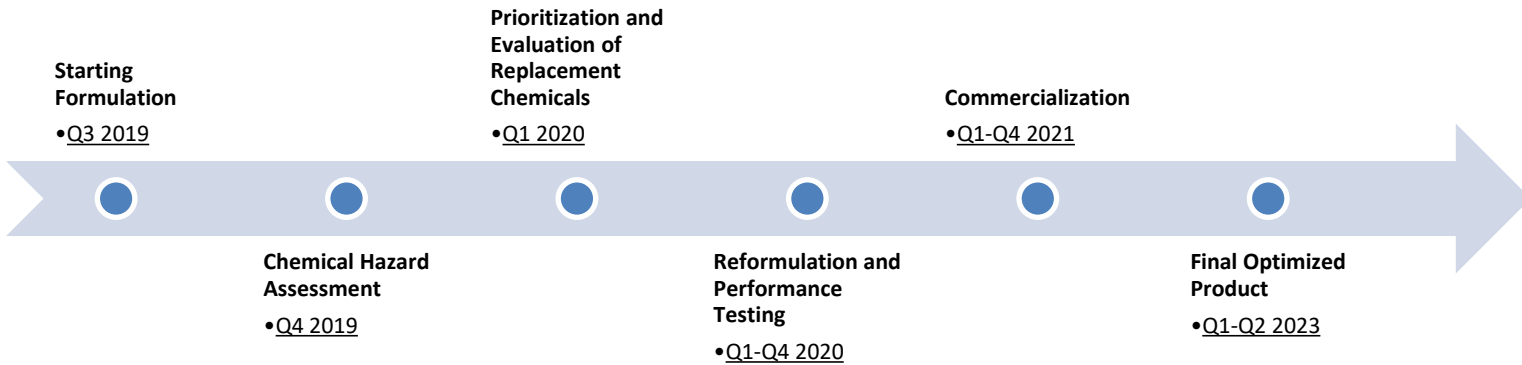 Starting
Formulation
•Q3 2019
Chemical Hazard
Assessment
•Q4 2019
Prioritization and
Evaluation of
Replacement
Chemicals
•Q1 2020
Reformulation and
Performance
Testing
•Q1-Q4 2020
Commercialization
•Q1-Q4 2021
Final Optimized
Product
•Q1-Q2 2023